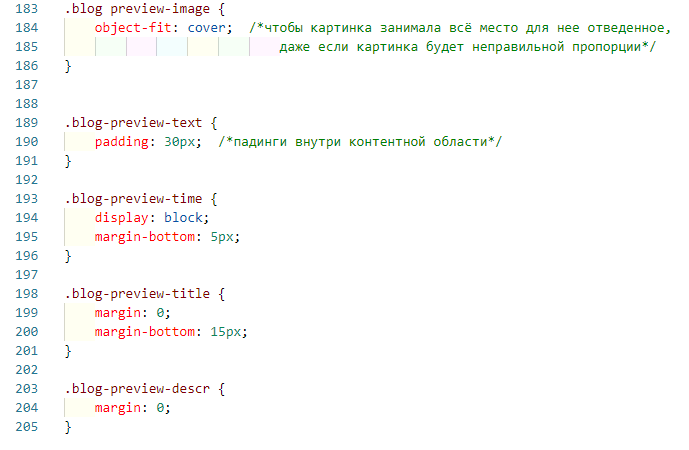 183 .blog preview-image {
184 object-fit: cover; /*чтобы картинка занимала всё место для нее отведенное,
185 даже если картинка будет неправильной пропорции*/
186 }
187
188
189 .blog-preview-text {
190 padding: 30px; /*падинги внутри контентной области*/
191 }
192
193 .blog-preview-time {
194 display: block;
195 margin-bottom: 5px;
196 }
197
198 .blog-preview-title {
199 margin: 0;
200 margin-bottom: 15px;
201 }
202
203 .blog-preview-descr {
204 margin: 0;
205 }